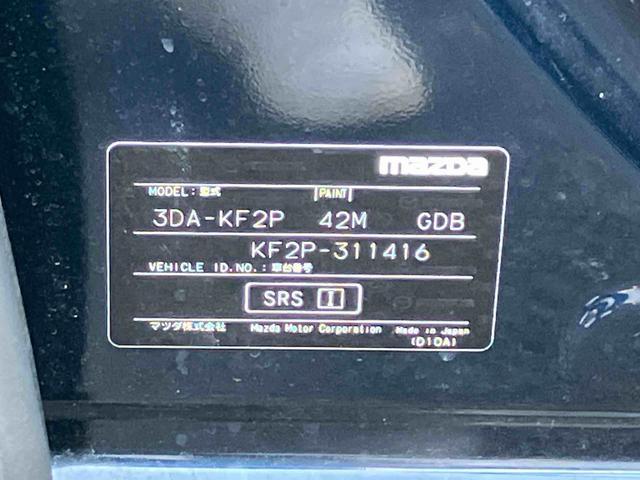 mazda
MODEL:型式 PAINT
3DA-KF2P 42M GDB
KF2P-311416
VEHICLE ID.NO.:車台番号
SRS I
マツダ株式会社 Mazda Motor Corporation Made in Japan
(D10A)